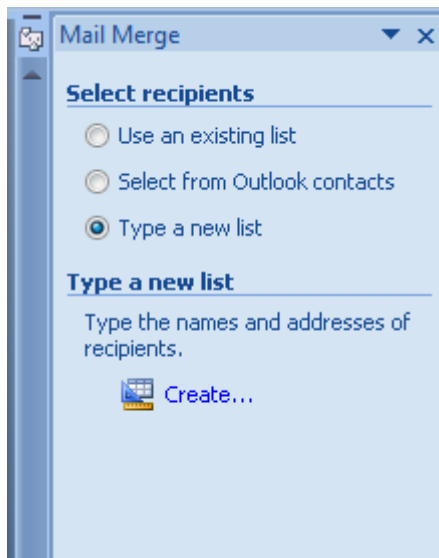 Mail Merge
Select recipients
Use an existing list
Select from Outlook contacts
Type a new list
Type a new list
Type the names and addresses of
recipients.
Create...